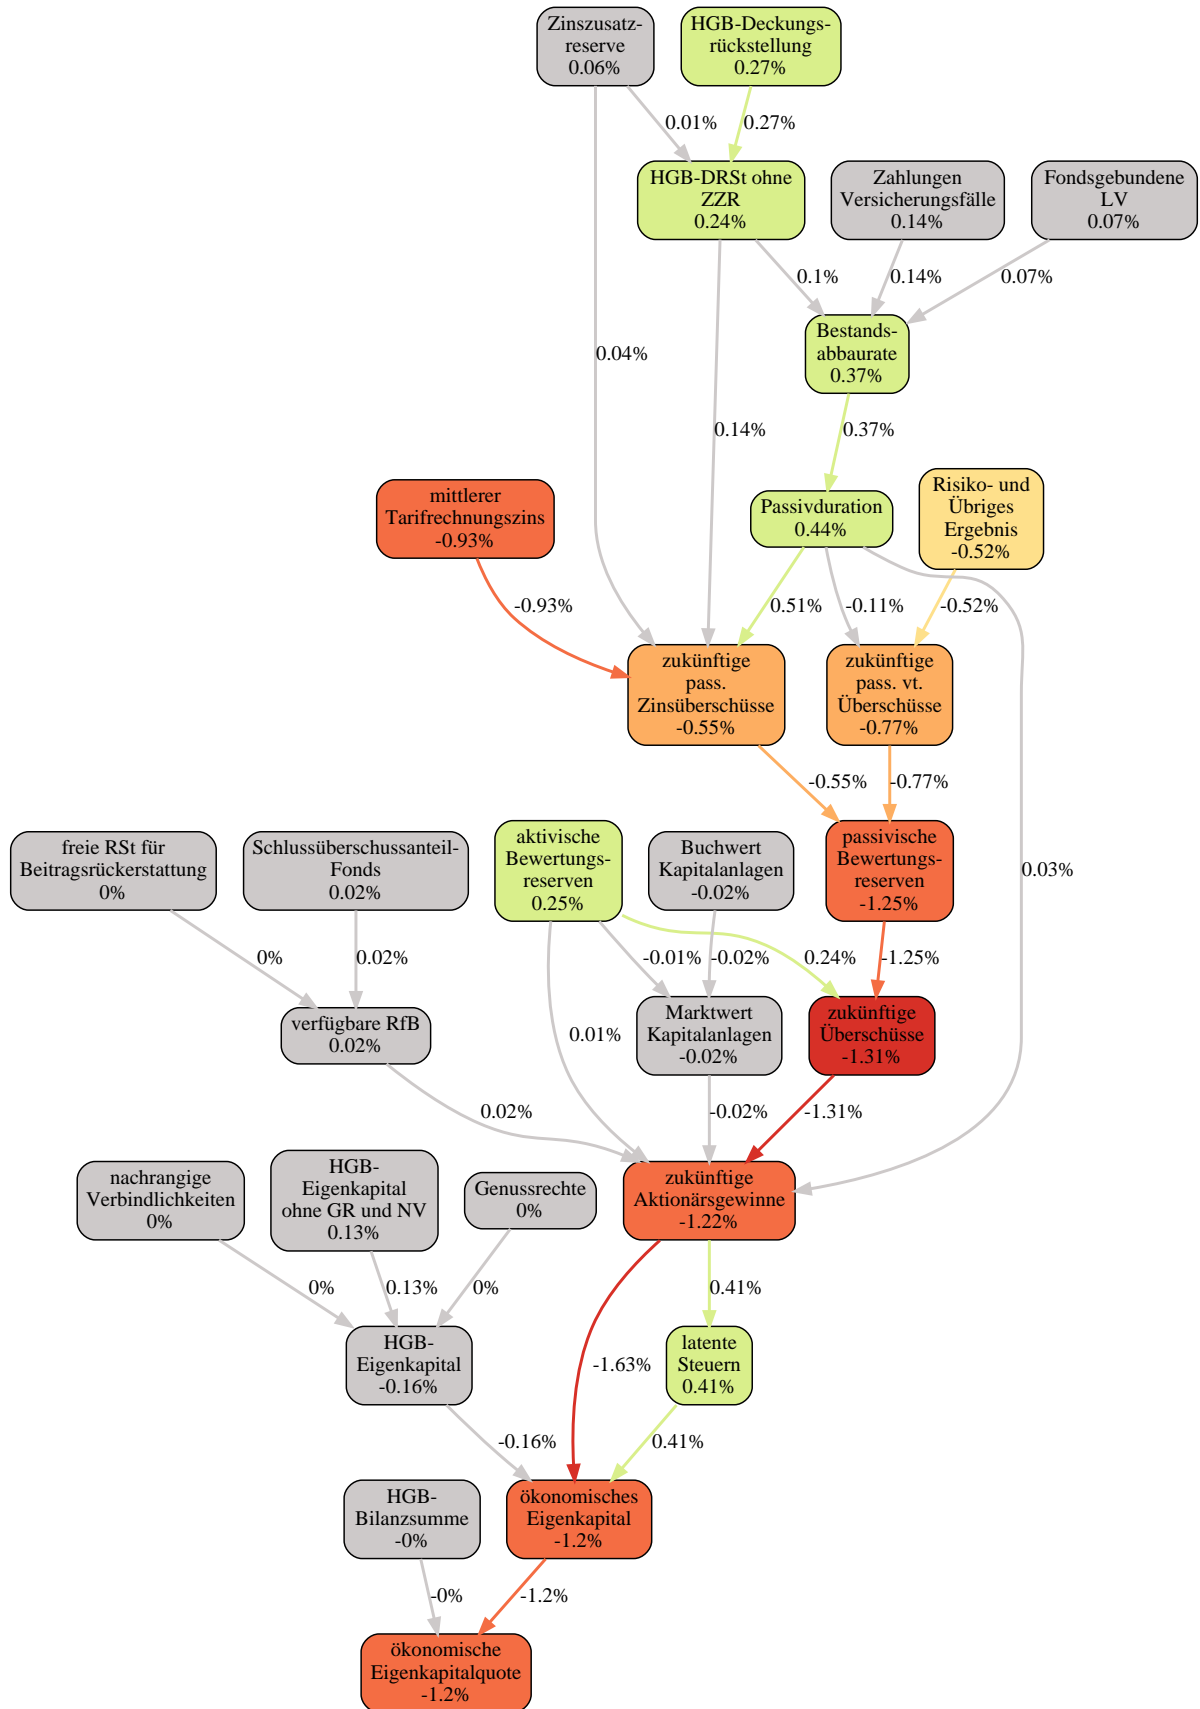 Zinszusatz-
reserve
0.06%
HGB-Deckungs-
rückstellung
0.27%
0.01%
0.27%
HGB-DRSt ohne
ZZR
0.24%
Zahlungen
Versicherungsfälle
0.14%
Fondsgebundene
LV
0.07%
0.1%
0.14%
0.07%
Bestands-
abbaurate
0.37%
0.04%
0.14%
0.37%
mittlerer
Tarifrechnungszins
-0.93%
Passivduration
0.44%
Risiko- und
Übriges
Ergebnis
-0.52%
-0.93%
0.51%
-0.11%
-0.52%
zukünftige
pass.
Zinsüberschüsse
-0.55%
zukünftige
pass. vt.
Überschüsse
-0.77%
-0.55%
-0.77%
freie RSt für
Beitragsrückerstattung
0%
Schlussüberschussanteil-
Fonds
0.02%
aktivische
Bewertungs-
reserven
0.25%
Buchwert
Kapitalanlagen
-0.02%
passivische
Bewertungs-
reserven
-1.25%
0.03%
0%
0.02%
-0.01%
-0.02%
0.24%
-1.25%
verfügbare RfB
0.02%
0.01%
Marktwert
Kapitalanlagen
-0.02%
zukünftige
Überschüsse
-1.31%
0.02%
-0.02%
-1.31%
nachrangige
Verbindlichkeiten
0%
HGB-
Eigenkapital
ohne GR und NV
0.13%
Genussrechte
0%
zukünftige
Aktionärsgewinne
-1.22%
0%
0.13%
0%
0.41%
HGB-
Eigenkapital
-0.16%
-1.63%
latente
Steuern
0.41%
-0.16%
0.41%
HGB-
Bilanzsumme
-0%
ökonomisches
Eigenkapital
-1.2%
-0%
-1.2%
ökonomische
Eigenkapitalquote
-1.2%